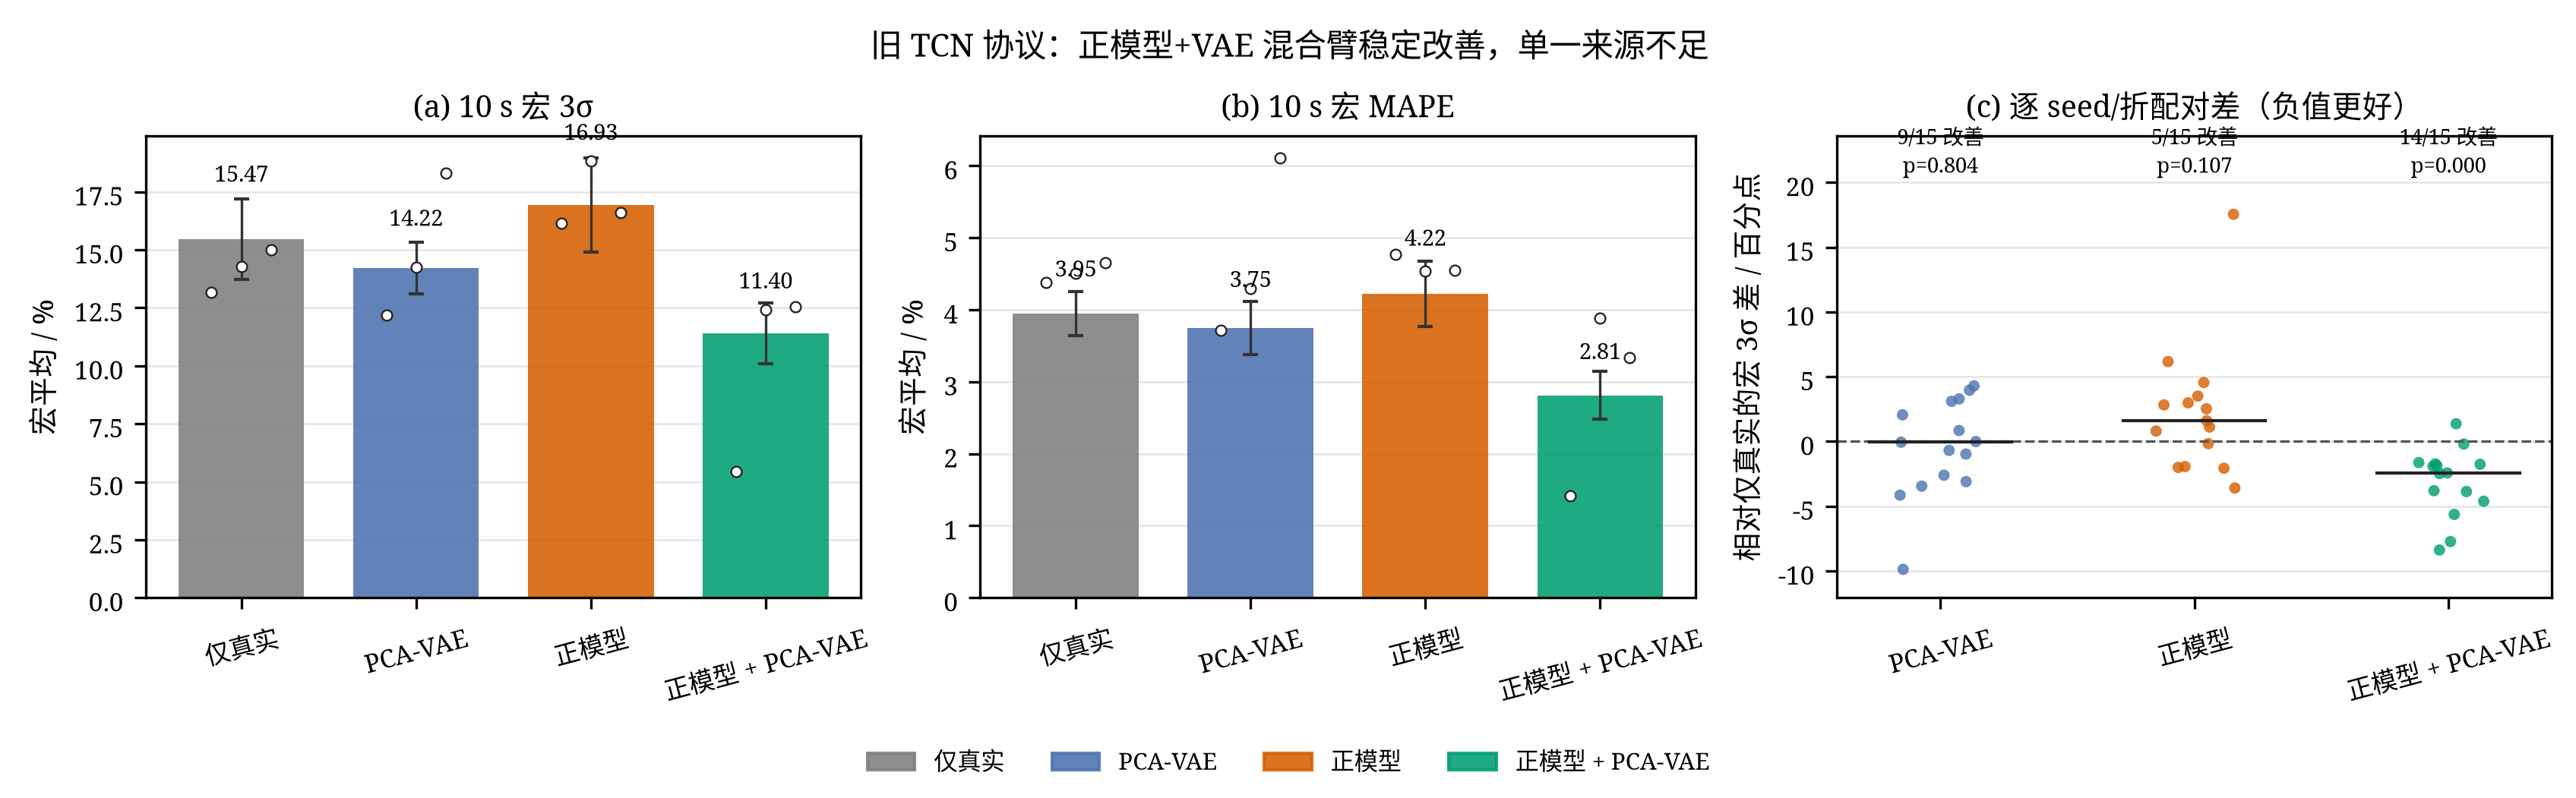 旧 TCN 协议：正模型+VAE 混合臂稳定改善，单一来源不足
(a) 10 s 宏 3σ
宏平均 / %
17.5
15.0
12.5
10.0
7.5
5.0
2.5
0.0
15.47
14.22
16.93
11.40
仅真实
PCA-VAE
正模型
正模型 + PCA-VAE
(b) 10 s 宏 MAPE
宏平均 / %
6
5
4
3
2
1
0
3.95
3.75
4.22
2.81
仅真实
PCA-VAE
正模型
正模型 + PCA-VAE
(c) 逐 seed/折配对差（负值更好）
相对仅真实的宏 3σ 差 / 百分点
20
15
10
5
0
-5
-10
9/15 改善
p=0.804
5/15 改善
p=0.107
14/15 改善
p=0.000
PCA-VAE
正模型
正模型 + PCA-VAE
仅真实
PCA-VAE
正模型
正模型 + PCA-VAE